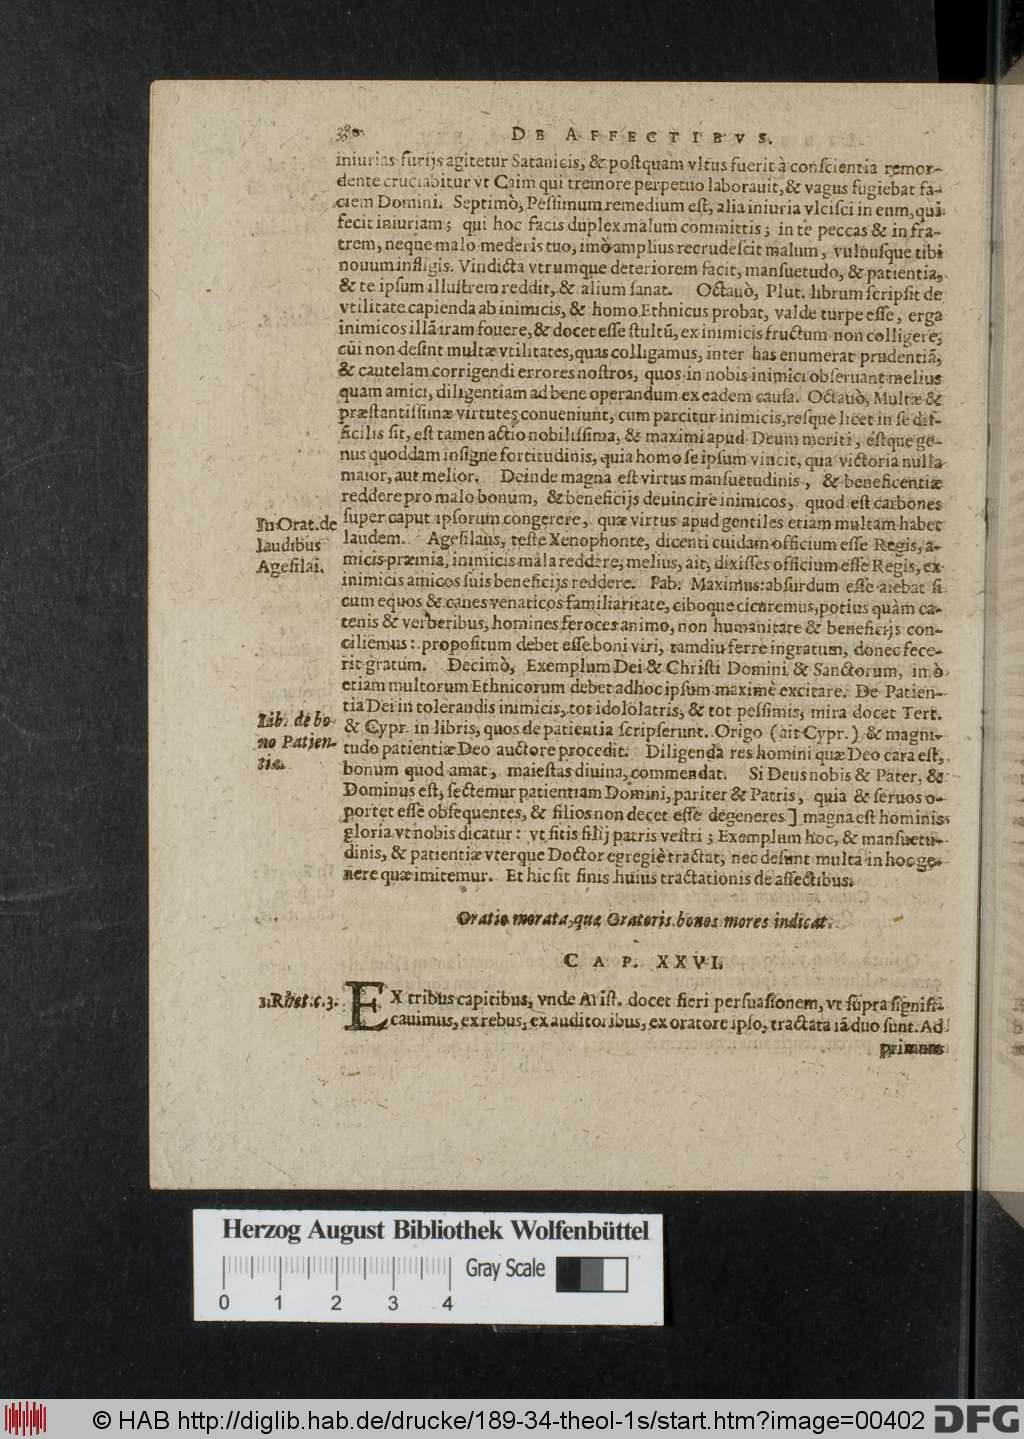 DE AFFECTIBVS.
iniurias furijs agitetur Satanicis, & postquam vltus fuerit à conscientia remor-
dente cruciabitur vt Caim qui tremore perpetuo laborauit, & vagus fugiebat fa-
ciem Domini. Septimò, Pessimum remedium est, alia iniuria vlcisci in eum, qui
fecit iniuriam; qui hoc facis duplex malum committis; in te peccas & in fra-
trem, neque malo mederis tuo, imò amplius recrudescit malum, vulnusque tibi
nouum infligis. Vindicta vtrumque deteriorem facit, mansuetudo, & patientia,
& te ipsum illustrem reddit, & alium sanat. Octauò, Plut. librum scripsit de
vtilitate capienda ab inimicis, & homo Ethnicus probat, valde turpe esse, erga
inimicos illā iram fouere, & docet esse stultū, ex inimicis fructum non colligere,
cūi non desint multæ vtilitates, quas colligamus, inter has enumerat prudentiā,
& cautelam corrigendi errores nostros, quos in nobis inimici obseruant melius
quam amici, diligentiam ad bene operandum ex eadem causa. Octauò, Multæ &
præstantissimæ virtutes conueniunt, cum parcitur inimicis, resque licet in se dif-
ficilis sit, est tamen actio nobilissima, & maximi apud Deum meriti, estque ge-
nus quoddam insigne fortitudinis, quia homo se ipsum vincit, qua victoria nulla
maior, aut melior. Deinde magna est virtus mansuetudinis, & beneficentiæ
reddere pro malo bonum, & beneficijs deuincire inimicos, quod est carbones
super caput ipsorum congerere, quæ virtus apud gentiles etiam multam habet
laudem. Agesilaus, teste Xenophonte, dicenti cuidam officium esse Regis, a-
micis præmia, inimicis mala reddere; melius, ait, dixisses officium esse Regis, ex
inimicis amicos suis beneficijs reddere. Fab. Maximus: absurdum esse aiebat si
cum equos & canes venaticos familiaritate, ciboque cicuremus, potius quàm ca-
tenis & verberibus, homines feroces animo, non humanitate & beneficijs con-
ciliemus: propositum debet esse boni viri, tamdiu ferre ingratum, donec fece-
rit gratum. Decimò, Exemplum Dei & Christi Domini & Sanctorum, imò
etiam multorum Ethnicorum debet ad hoc ipsum maximè excitare. De Patien-
tia Dei in tolerandis inimicis, tot idololatris, & tot pessimis, mira docet Tert.
& Cypr. in libris, quos de patientia scripserunt. Origo (ait Cypr.) & magni-
tudo patientiæ Deo auctore procedit. Diligenda res homini quæ Deo cara est,
bonum quod amat, maiestas diuina, commendat. Si Deus nobis & Pater, &
Dominus est, sectemur patientiam Domini, pariter & Patris, quia & seruos o-
portet esse obsequentes, & filios non decet esse degeneres] magna est hominis
gloria vt nobis dicatur: vt sitis filij patris vestri; Exemplum hoc, & mansuetu-
dinis, & patientiæ vterque Doctor egregiè tractat, nec desunt multa in hoc ge-
nere quæ imitemur. Et hic sit finis huius tractationis de affectibus.
In Orat. de
laudibus
Agesilai.
Lib. de bo-
no Patien-
tiæ.
Oratio morata, quæ Oratoris bonos mores indicat.
CAP. XXVI.
3. Rhet. c. 3.
EX tribus capitibus, vnde Arist. docet fieri persuasionem, vt supra signifi
cauimus, ex rebus, ex auditoribus, ex oratore ipso, tractata iā duo sunt. Ad
primum
Herzog August Bibliothek Wolfenbüttel
Gray Scale
0 1 2 3 4
© HAB http://diglib.hab.de/drucke/189-34-theol-1s/start.htm?image=00402 DFG